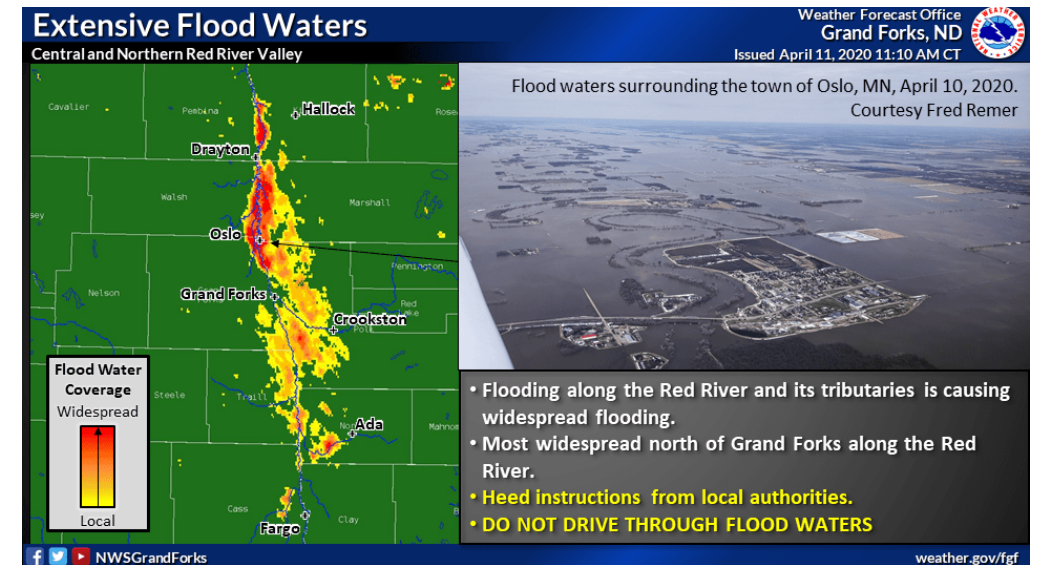 Extensive Flood Waters
Central and Northern Red River Valley
Weather Forecast Office
Grand Forks, ND
Issued April 11, 2020 11:10 AM CT
Cavalier
Pembina
Hallock
Rose
Drayton
Walsh
Marshall
sey
Oslo
Pennington
Nelson
Grand Forks
Red
Lake
Crookston
Polk
Steele
Traill
Ada
Mahnom
Cass
Clay
Fargo
Flood Water
Coverage
Widespread
Local
Flood waters surrounding the town of Oslo, MN, April 10, 2020.
Courtesy Fred Remer
• Flooding along the Red River and its tributaries is causing
widespread flooding.
• Most widespread north of Grand Forks along the Red
River.
• Heed instructions from local authorities.
• DO NOT DRIVE THROUGH FLOOD WATERS
NWSGrandForks
weather.gov/fgf